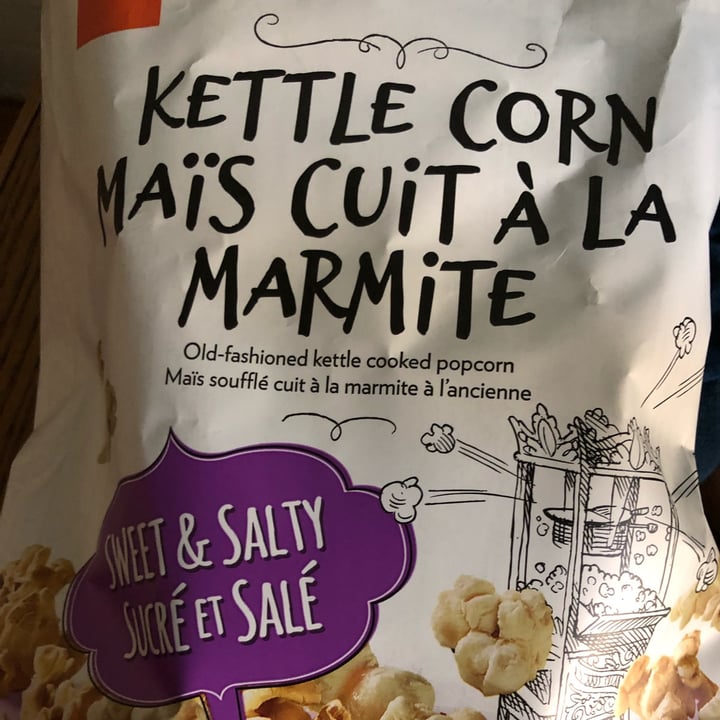 KETTLE CORN
MAÏS CUIT À LA
MARMITE
Old-fashioned kettle cooked popcorn
Maïs soufflé cuit à la marmite à l'ancienne
SWEET & SALTY
SUCRÉ ET SALÉ